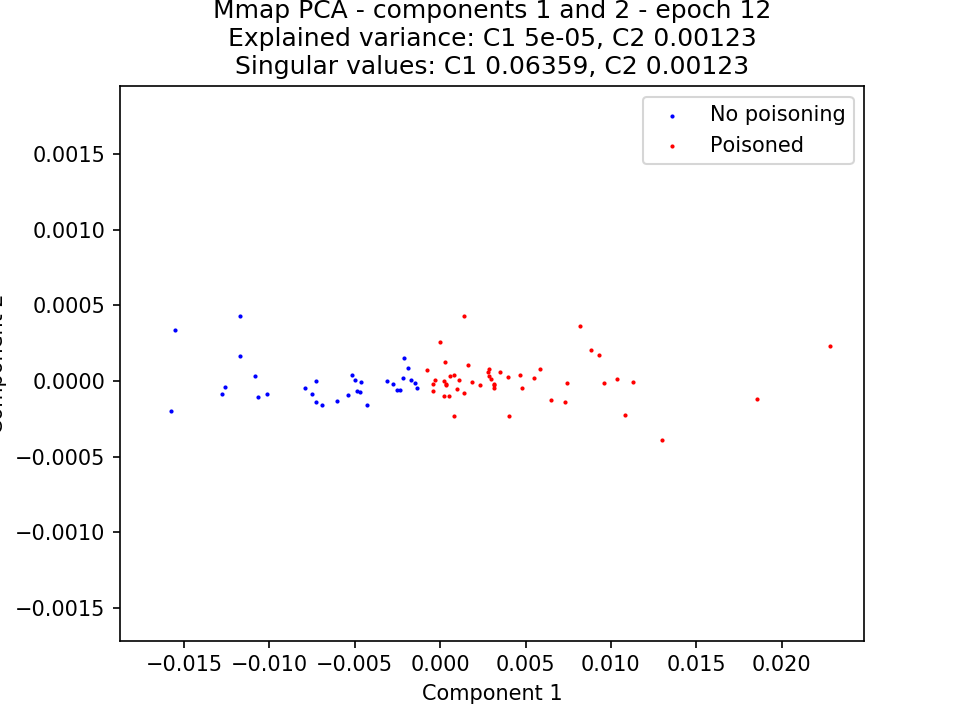 Mmap PCA - components 1 and 2 - epoch 12
Explained variance: C1 5e-05, C2 0.00123
Singular values: C1 0.06359, C2 0.00123
No poisoning
Poisoned
0.0015
0.0010
0.0005
0.0000
−0.0005
−0.0010
−0.0015
−0.015 −0.010 −0.005 0.000 0.005 0.010 0.015 0.020
Component 1